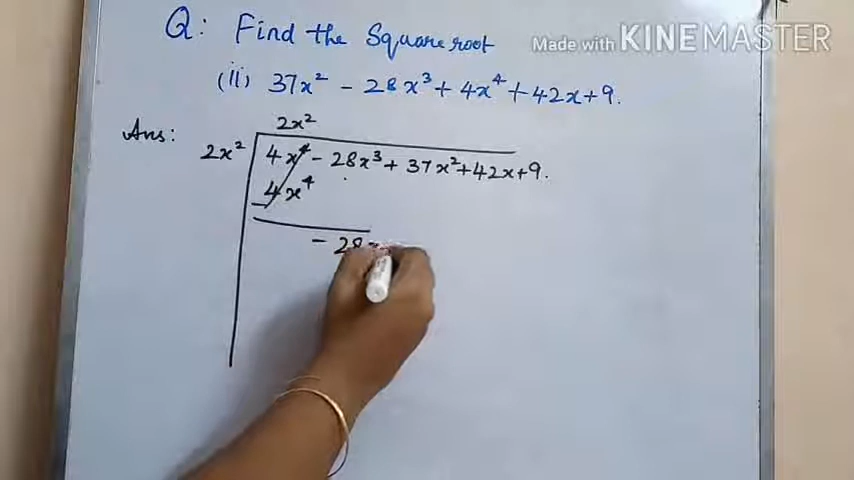 Q: Find the Square root
Made with KINEMASTER
(ii) 37x² - 28x³ + 4x⁴ + 42x + 9.
Ans:
2x²
2x² 4x⁴ - 28x³ + 37x² + 42x + 9.
- 4x⁴
- 28